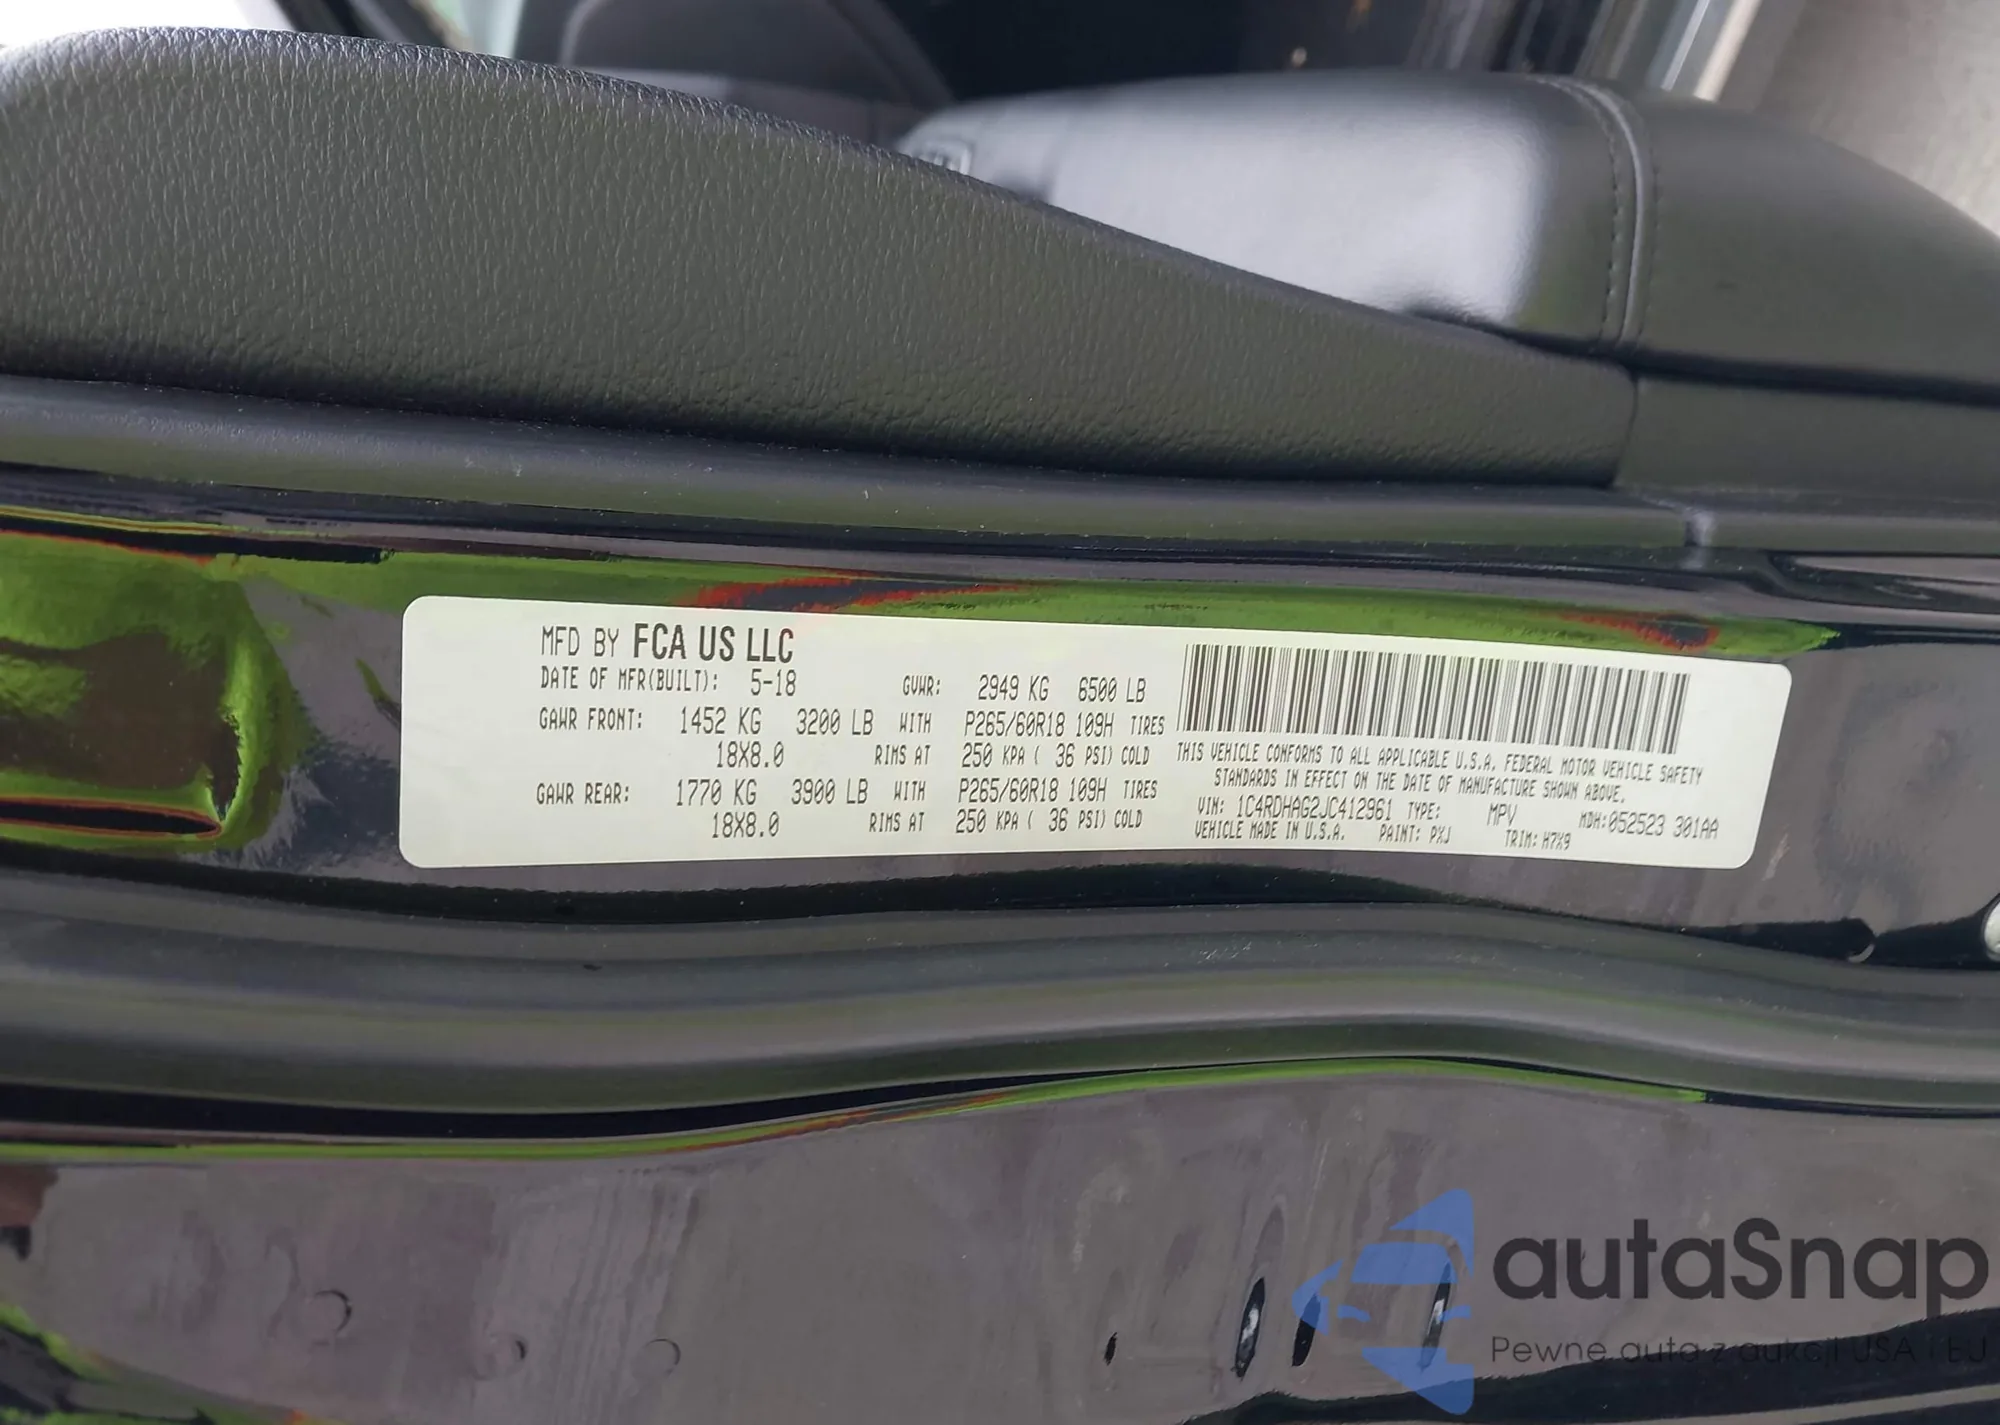 MFD BY FCA US LLC
DATE OF MFR(BUILT): 5-18 GVWR: 2949 KG 6500 LB
GAWR FRONT: 1452 KG 3200 LB WITH P265/60R18 109H TIRES
18X8.0 RIMS AT 250 KPA ( 36 PSI) COLD
GAWR REAR: 1770 KG 3900 LB WITH P265/60R18 109H TIRES
18X8.0 RIMS AT 250 KPA ( 36 PSI) COLD
THIS VEHICLE CONFORMS TO ALL APPLICABLE U.S.A. FEDERAL MOTOR VEHICLE SAFETY
STANDARDS IN EFFECT ON THE DATE OF MANUFACTURE SHOWN ABOVE.
VIN: 1C4RDHAG2JC412961 TYPE: MPV MDH:052523 301AA
VEHICLE MADE IN U.S.A. PAINT: PXJ TRIM: H7X9
autaSnap
Pewne auta z aukcji USA i EU